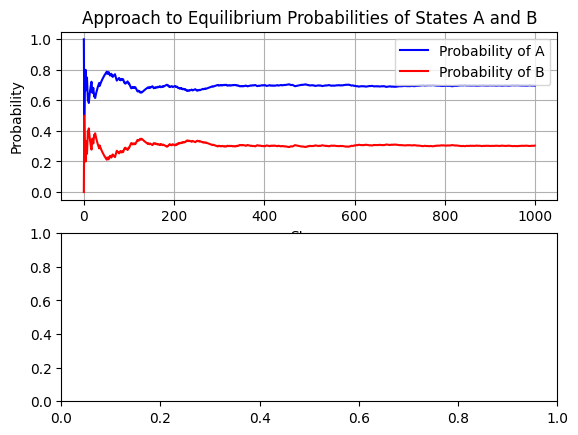 Approach to Equilibrium Probabilities of States A and B
1.0
0.8
0.6
0.4
0.2
0.0
Probability
Probability of A
Probability of B
0 200 400 600 800 1000
1.0
0.8
0.6
0.4
0.2
0.0
0.0 0.2 0.4 0.6 0.8 1.0